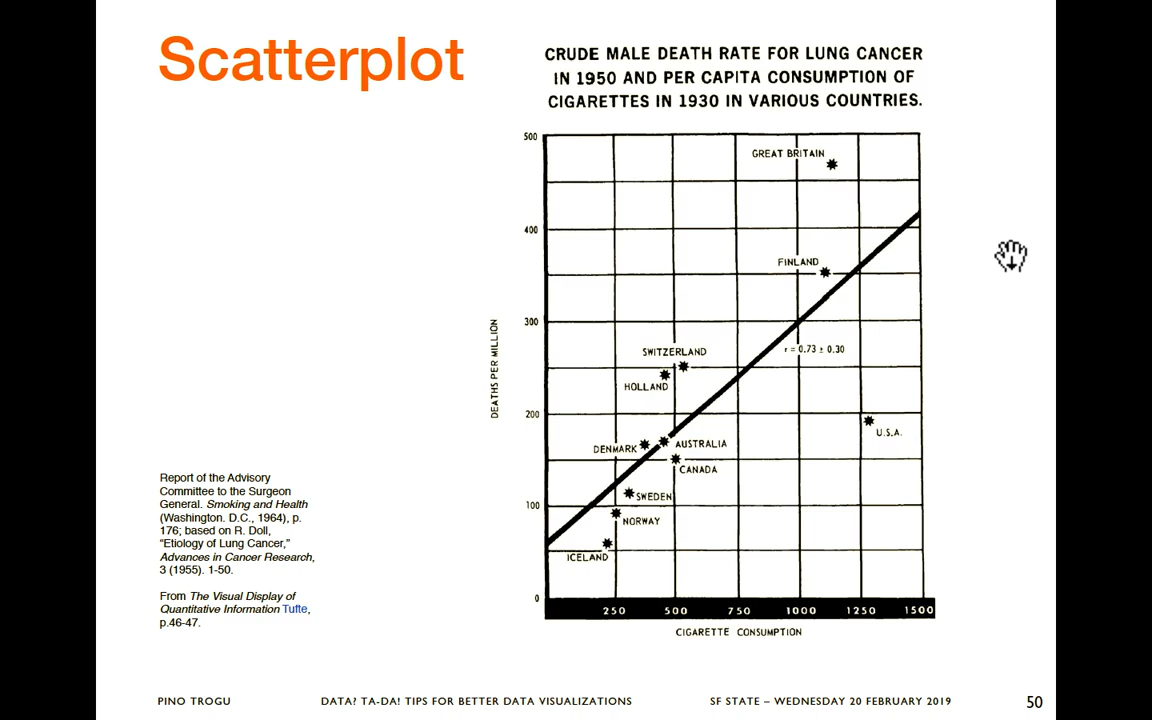 Scatterplot
CRUDE MALE DEATH RATE FOR LUNG CANCER
IN 1950 AND PER CAPITA CONSUMPTION OF
CIGARETTES IN 1930 IN VARIOUS COUNTRIES.
500
GREAT BRITAIN
400
FINLAND
300
r = 0.73 ± 0.30
SWITZERLAND
HOLLAND
DEATHS PER MILLION
200
U.S.A.
DENMARK
AUSTRALIA
CANADA
SWEDEN
100
NORWAY
ICELAND
0
250 500 750 1000 1250 1500
CIGARETTE CONSUMPTION
Report of the Advisory
Committee to the Surgeon
General. Smoking and Health
(Washington. D.C., 1964), p.
176; based on R. Doll,
“Etiology of Lung Cancer,”
Advances in Cancer Research,
3 (1955). 1-50.
From The Visual Display of
Quantitative Information Tufte,
p.46-47.
PINO TROGU DATA? TA-DA! TIPS FOR BETTER DATA VISUALIZATIONS SF STATE – WEDNESDAY 20 FEBRUARY 2019 50